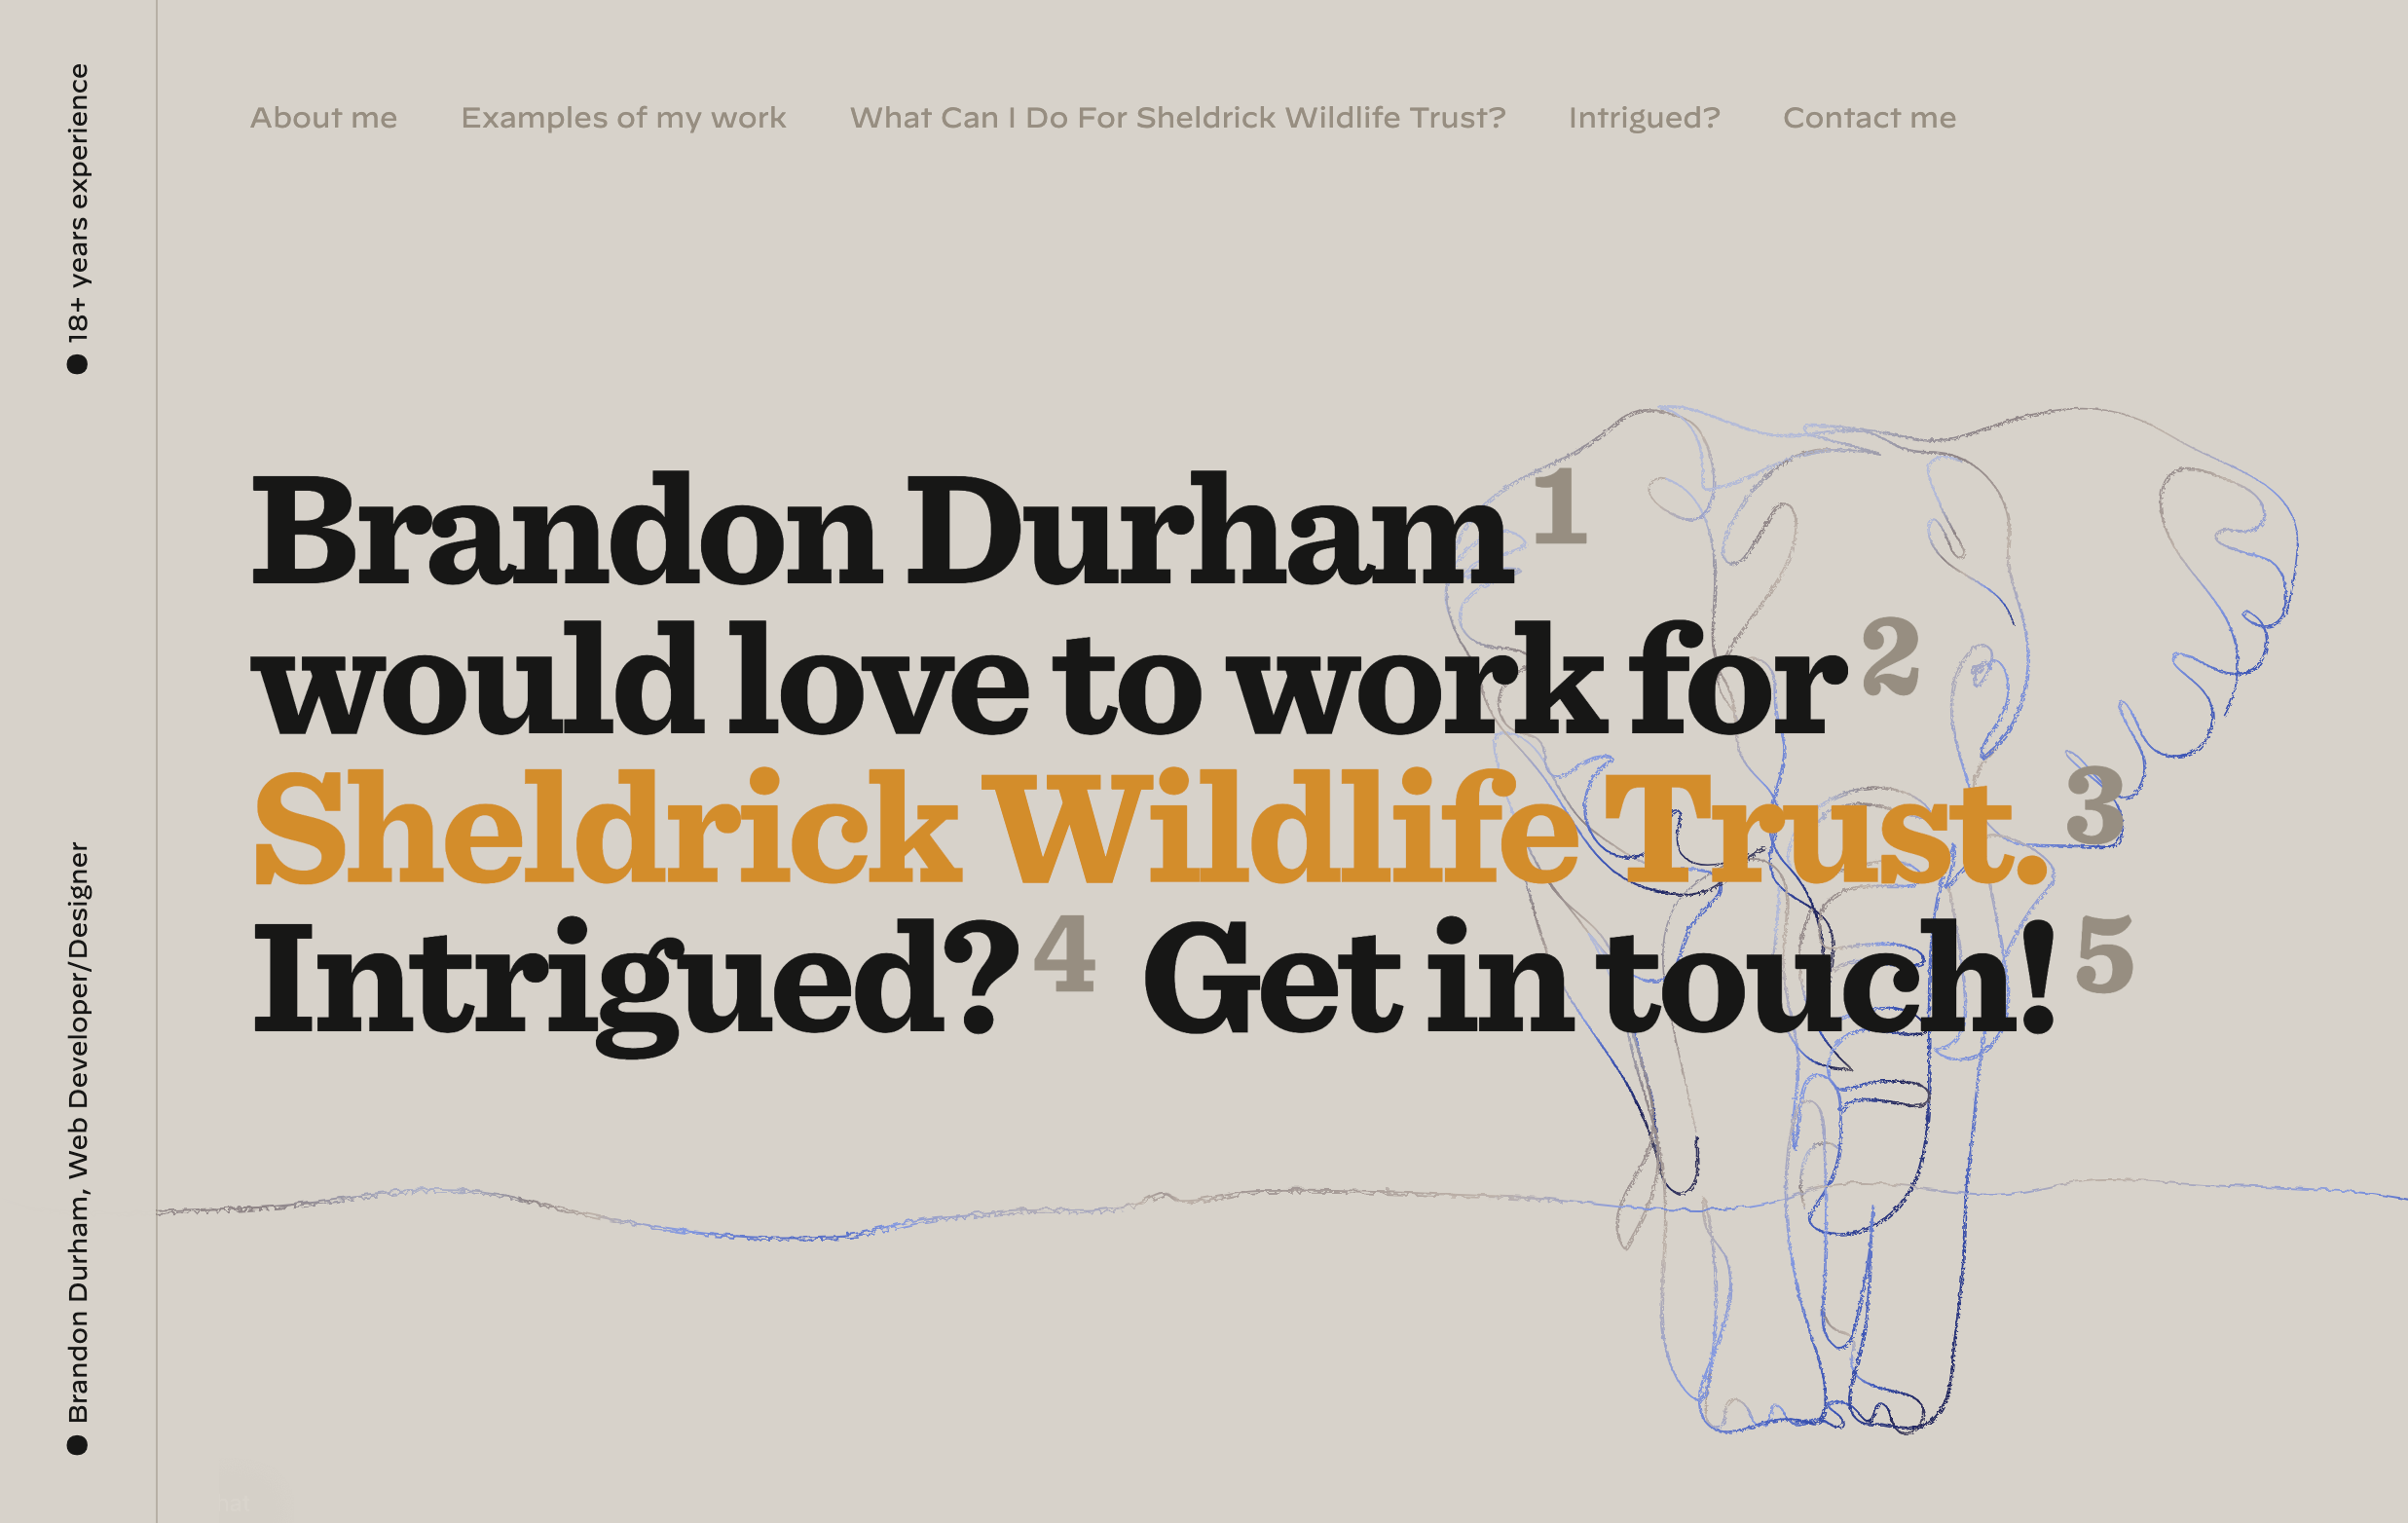 18+ years experience
Brandon Durham, Web Developer/Designer
About me
Examples of my work
What Can I Do For Sheldrick Wildlife Trust?
Intrigued?
Contact me
Brandon Durham 1
would love to work for 2
Sheldrick Wildlife Trust. 3
Intrigued? 4 Get in touch! 5